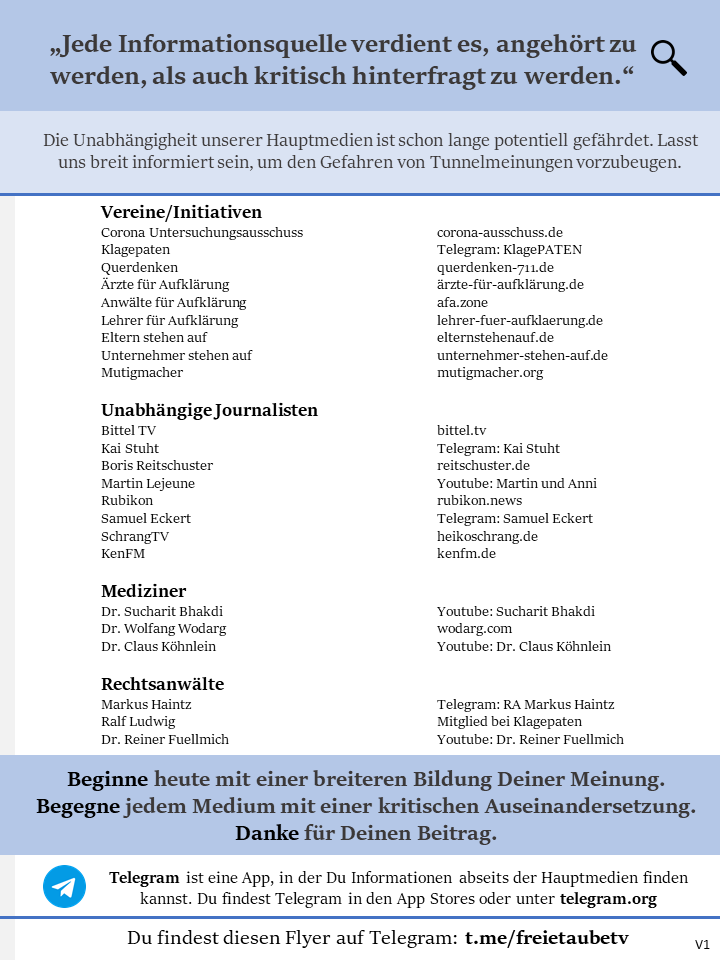 „Jede Informationsquelle verdient es, angehört zu
werden, als auch kritisch hinterfragt zu werden.“
Die Unabhängigheit unserer Hauptmedien ist schon lange potentiell gefährdet. Lasst
uns breit informiert sein, um den Gefahren von Tunnelmeinungen vorzubeugen.
Vereine/Initiativen
Corona Untersuchungsausschuss corona-ausschuss.de
Klagepaten Telegram: KlagePATEN
Querdenken querdenken-711.de
Ärzte für Aufklärung ärzte-für-aufklärung.de
Anwälte für Aufklärung afa.zone
Lehrer für Aufklärung lehrer-fuer-aufklaerung.de
Eltern stehen auf elternstehenauf.de
Unternehmer stehen auf unternehmer-stehen-auf.de
Mutigmacher mutigmacher.org
Unabhängige Journalisten
Bittel TV bittel.tv
Kai Stuht Telegram: Kai Stuht
Boris Reitschuster reitschuster.de
Martin Lejeune Youtube: Martin und Anni
Rubikon rubikon.news
Samuel Eckert Telegram: Samuel Eckert
SchrangTV heikoschrang.de
KenFM kenfm.de
Mediziner
Dr. Sucharit Bhakdi Youtube: Sucharit Bhakdi
Dr. Wolfang Wodarg wodarg.com
Dr. Claus Köhnlein Youtube: Dr. Claus Köhnlein
Rechtsanwälte
Markus Haintz Telegram: RA Markus Haintz
Ralf Ludwig Mitglied bei Klagepaten
Dr. Reiner Fuellmich Youtube: Dr. Reiner Fuellmich
Beginne heute mit einer breiteren Bildung Deiner Meinung.
Begegne jedem Medium mit einer kritischen Auseinandersetzung.
Danke für Deinen Beitrag.
Telegram ist eine App, in der Du Informationen abseits der Hauptmedien finden
kannst. Du findest Telegram in den App Stores oder unter telegram.org
Du findest diesen Flyer auf Telegram: t.me/freietaubetv
V1